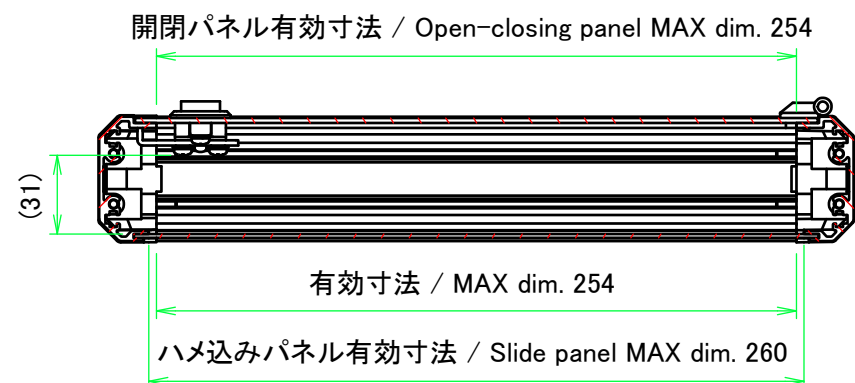 開閉パネル有効寸法 / Open-closing panel MAX dim. 254
(31)
有効寸法 / MAX dim. 254
ハメ込みパネル有効寸法 / Slide panel MAX dim. 260